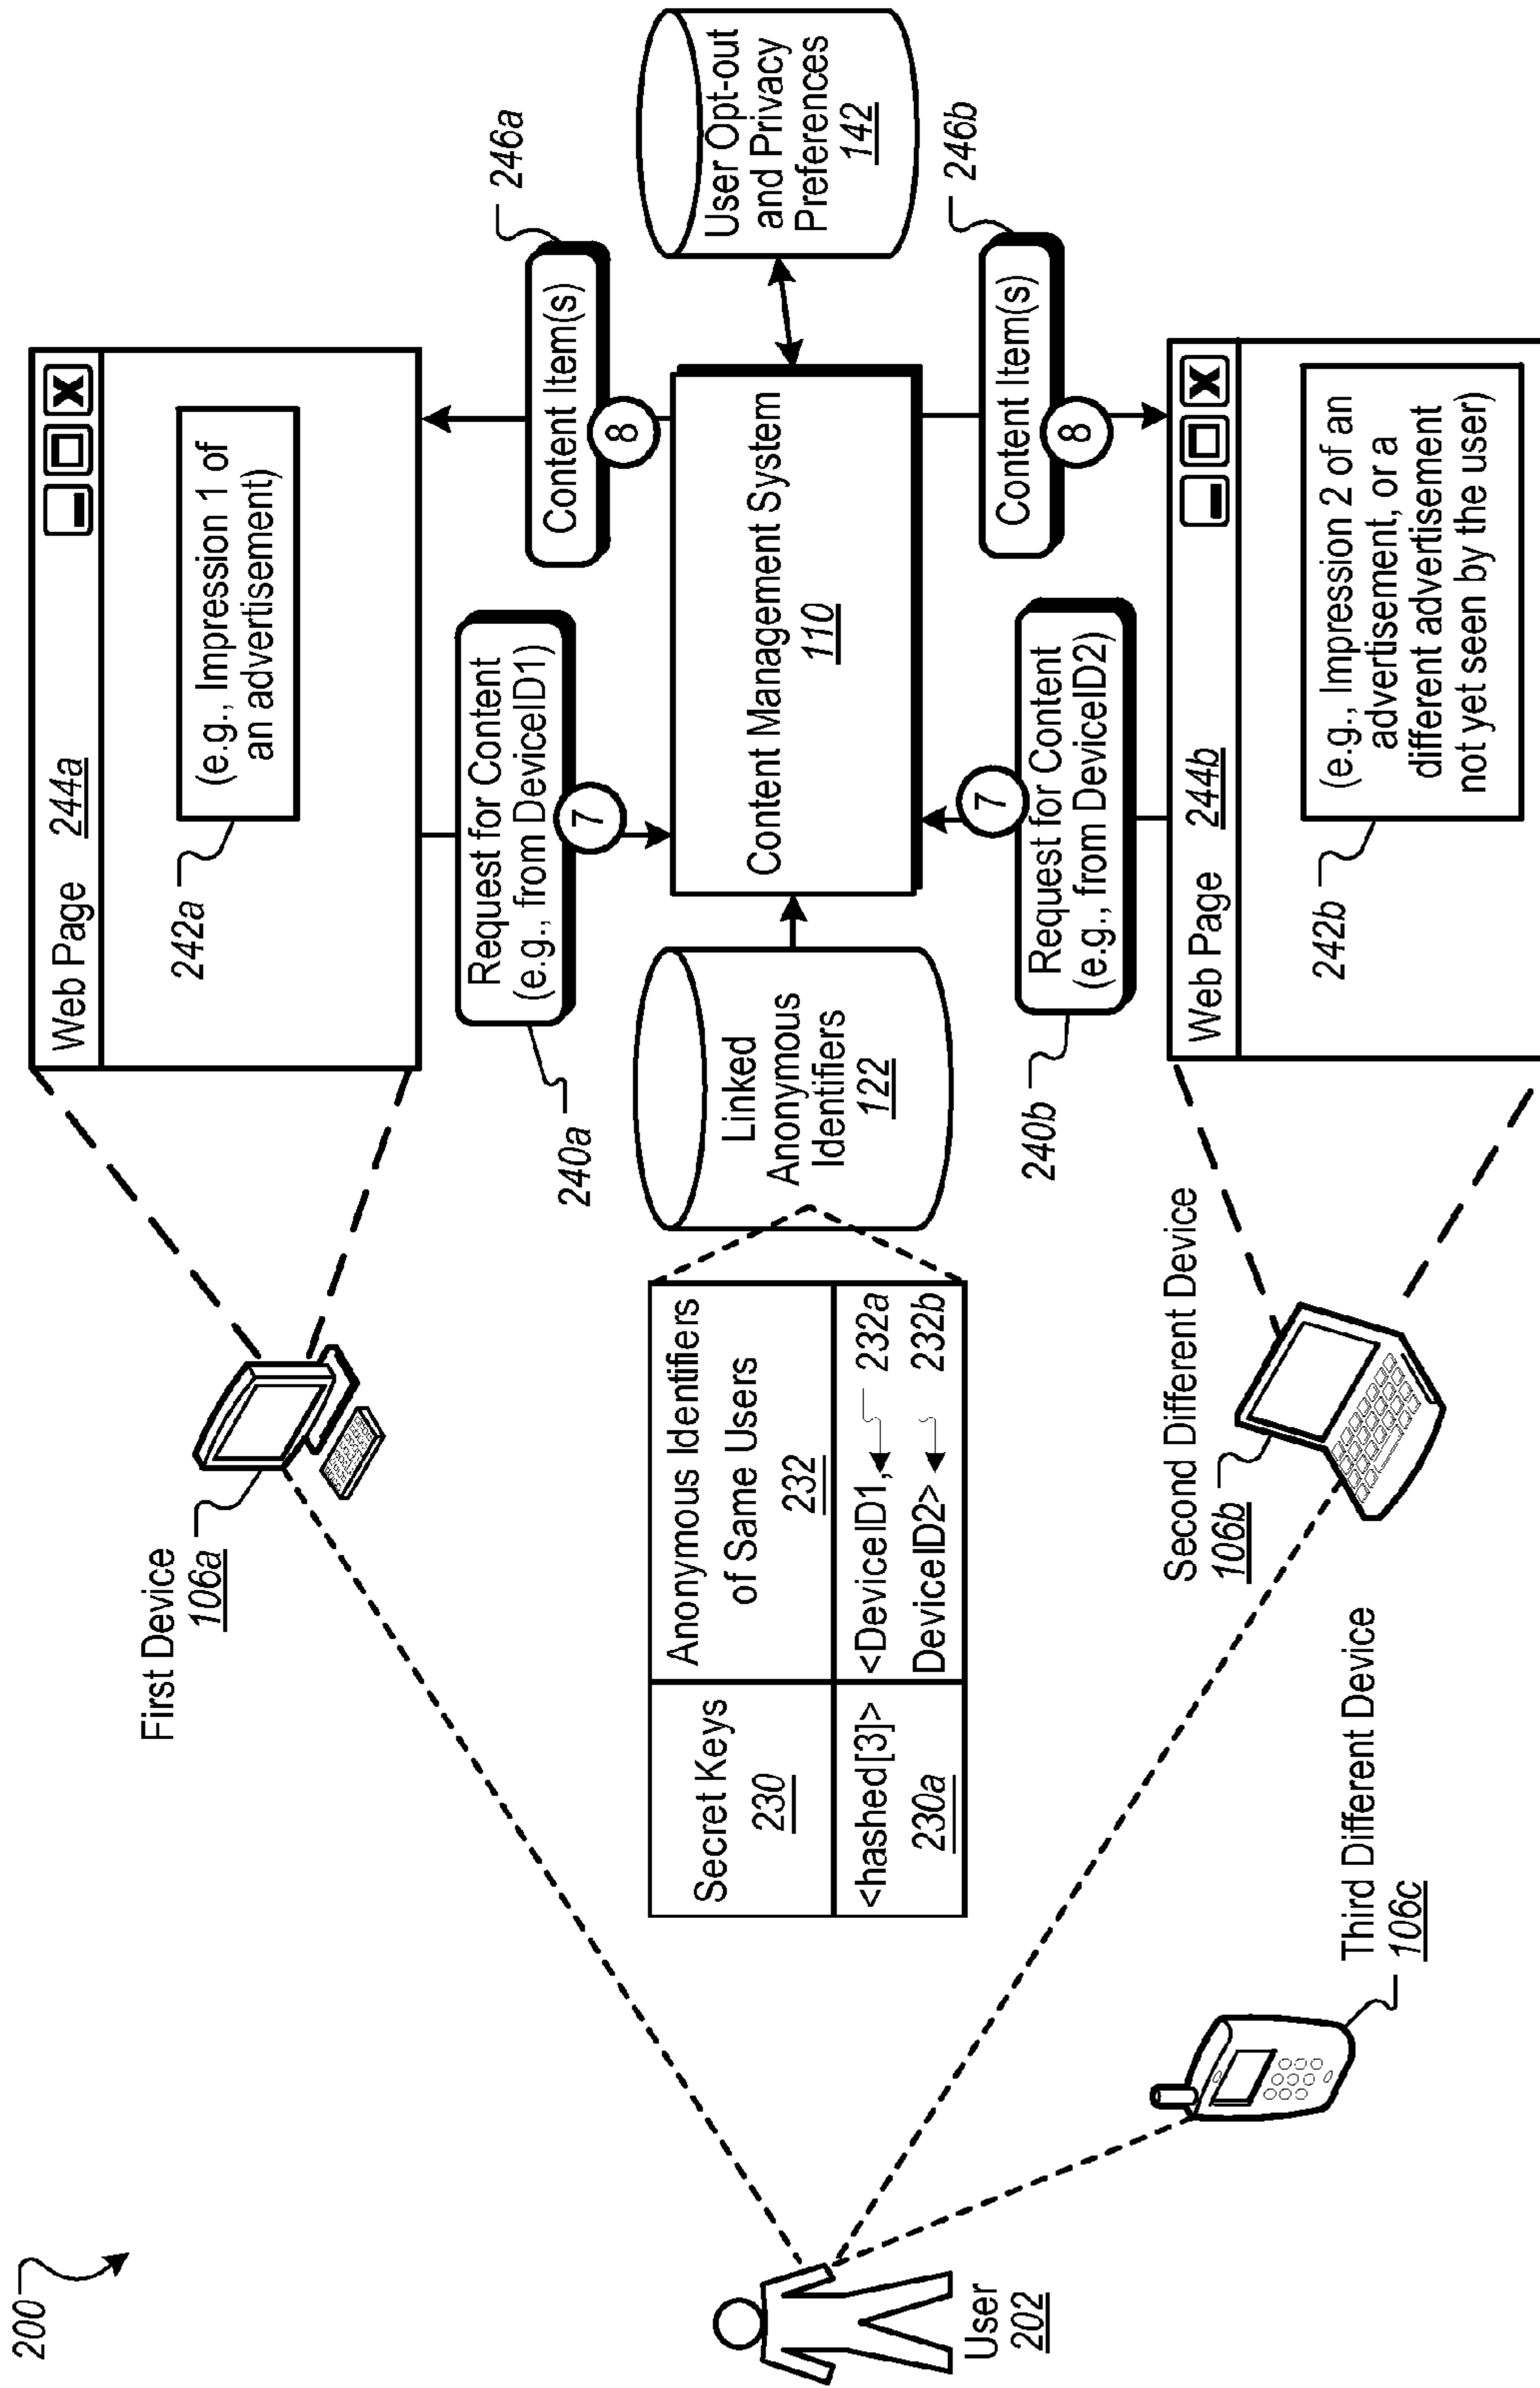 200
First Device
106a
Web Page 244a
242a
(e.g., Impression 1 of
an advertisement)
Request for Content
(e.g., from DeviceID1)
240a
7
Content Item(s)
246a
8
User
202
Secret Keys
230
Anonymous Identifiers
of Same Users
232
<hashed[3]>
230a
<DeviceID1,
232a
DeviceID2>
232b
Linked
Anonymous
Identifiers
122
Content Management System
110
User Opt-out
and Privacy
Preferences
142
7
Request for Content
(e.g., from DeviceID2)
240b
Content Item(s)
246b
8
Second Different Device
106b
Third Different Device
106c
Web Page 244b
242b
(e.g., Impression 2 of an
advertisement, or a
different advertisement
not yet seen by the user)